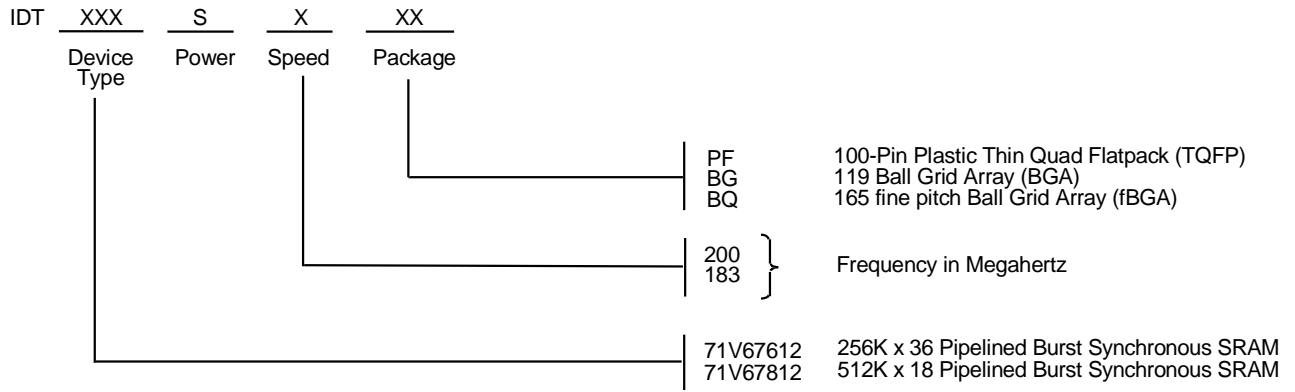 IDT XXX S X XX
Device Type Power Speed Package
PF 100-Pin Plastic Thin Quad Flatpack (TQFP)
BG 119 Ball Grid Array (BGA)
BQ 165 fine pitch Ball Grid Array (fBGA)
200
183
Frequency in Megahertz
71V67612 256K x 36 Pipelined Burst Synchronous SRAM
71V67812 512K x 18 Pipelined Burst Synchronous SRAM